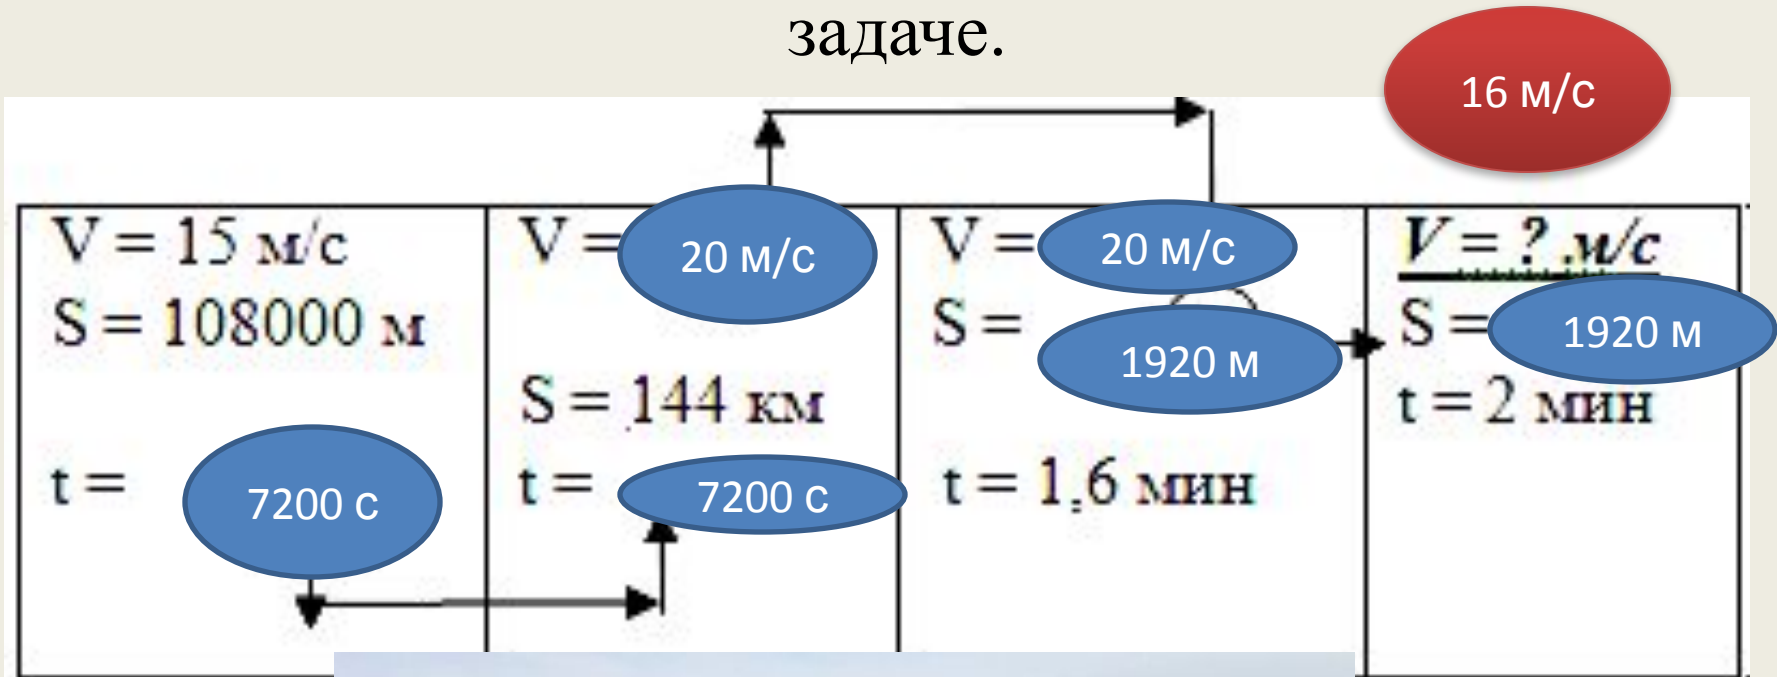 задаче.
16 м/с
V = 15 м/с
S = 108000 м
t = 7200 с
V = 20 м/с
S = 144 км
t = 7200 с
V = 20 м/с
S = 1920 м
t = 1,6 мин
V = ? м/с
S = 1920 м
t = 2 мин